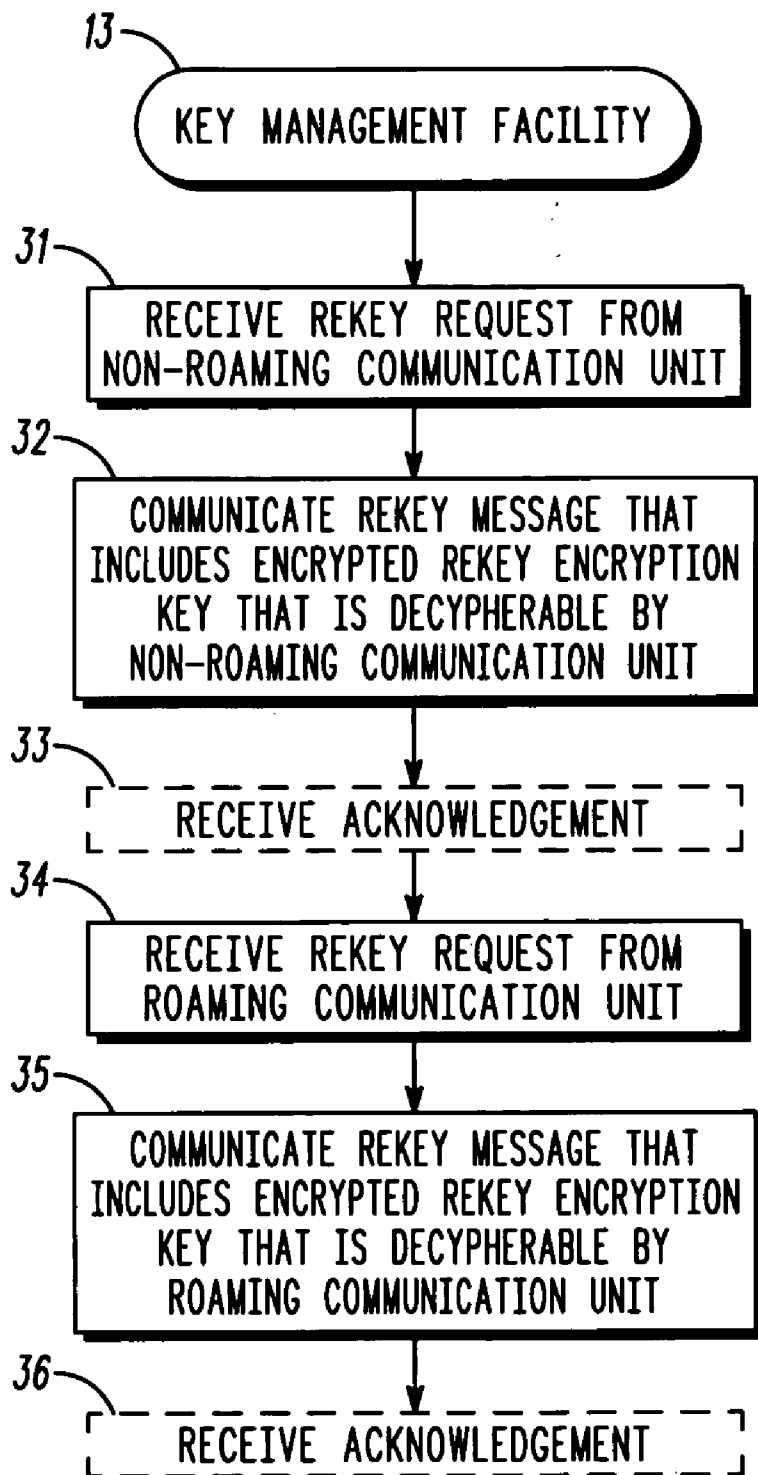 13
KEY MANAGEMENT FACILITY
31
RECEIVE REKEY REQUEST FROM
NON-ROAMING COMMUNICATION UNIT
32
COMMUNICATE REKEY MESSAGE THAT
INCLUDES ENCRYPTED REKEY ENCRYPTION
KEY THAT IS DECYPHERABLE BY
NON-ROAMING COMMUNICATION UNIT
33
RECEIVE ACKNOWLEDGEMENT
34
RECEIVE REKEY REQUEST FROM
ROAMING COMMUNICATION UNIT
35
COMMUNICATE REKEY MESSAGE THAT
INCLUDES ENCRYPTED REKEY ENCRYPTION
KEY THAT IS DECYPHERABLE BY
ROAMING COMMUNICATION UNIT
36
RECEIVE ACKNOWLEDGEMENT